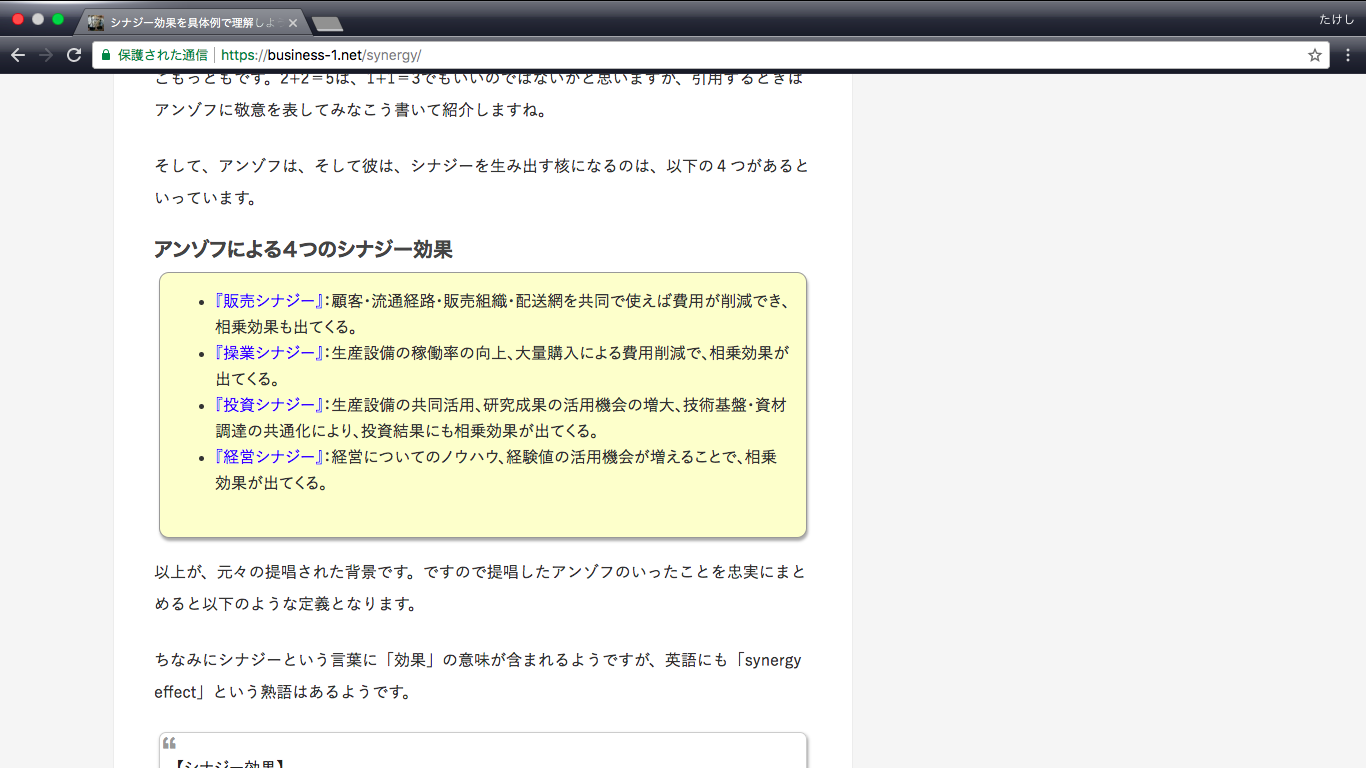 シナジー効果を具体例で理解しよ
たけし
保護された通信
https://business-1.net/synergy/
ごもっともです。2+2＝5は、1+1＝3でもいいのではないかと思いますが、引用するときは
アンゾフに敬意を表してみなこう書いて紹介しますね。
そして、アンゾフは、そして彼は、シナジーを生み出す核になるのは、以下の４つがあると
いっています。
アンゾフによる４つのシナジー効果
• 『販売シナジー』：顧客・流通経路・販売組織・配送網を共同で使えば費用が削減でき、
相乗効果も出てくる。
• 『操業シナジー』：生産設備の稼働率の向上、大量購入による費用削減で、相乗効果が
出てくる。
• 『投資シナジー』：生産設備の共同活用、研究成果の活用機会の増大、技術基盤・資材
調達の共通化により、投資結果にも相乗効果が出てくる。
• 『経営シナジー』：経営についてのノウハウ、経験値の活用機会が増えることで、相乗
効果が出てくる。
以上が、元々の提唱された背景です。ですので提唱したアンゾフのいったことを忠実にまと
めると以下のような定義となります。
ちなみにシナジーという言葉に「効果」の意味が含まれるようですが、英語にも「synergy
effect」という熟語はあるようです。
【シナジー効果】